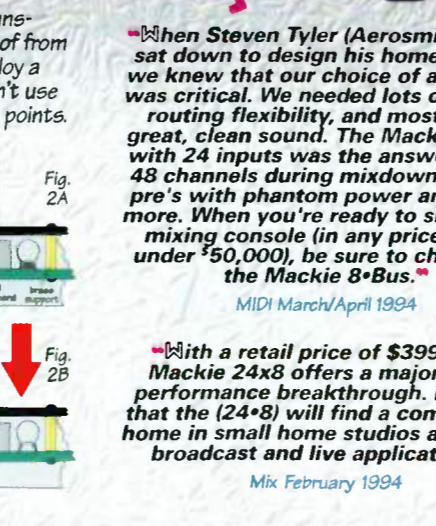 of from
loy a
n't use
points.
Fig.
2A
brass
support
Fig.
2B
"When Steven Tyler (Aerosmi
sat down to design his home
we knew that our choice of a
was critical. We needed lots o
routing flexibility, and most
great, clean sound. The Mack
with 24 inputs was the answe
48 channels during mixdown
pre's with phantom power an
more. When you're ready to s
mixing console (in any price
under $50,000), be sure to ch
the Mackie 8•Bus."
MIDI March/April 1994
"With a retail price of $399
Mackie 24x8 offers a major
performance breakthrough.
that the (24•8) will find a com
home in small home studios a
broadcast and live applicat
Mix February 1994